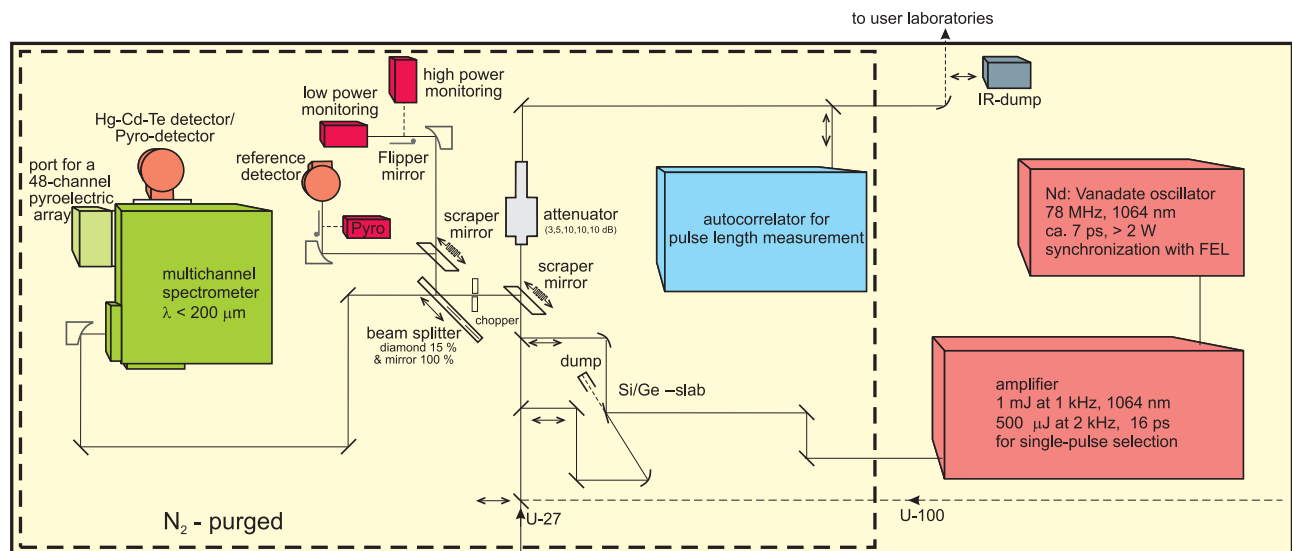 to user laboratories
IR-dump
high power
monitoring
low power
monitoring
Hg-Cd-Te detector/
Pyro-detector
port for a
48-channel
pyroelectric
array
reference
detector
Flipper
mirror
Pyro
scraper
mirror
attenuator
(3,5,10,10,10 dB)
autocorrelator for
pulse length measurement
Nd: Vanadate oscillator
78 MHz, 1064 nm
ca. 7 ps, > 2 W
synchronization with FEL
scraper
mirror
multichannel
spectrometer
λ < 200 μm
chopper
beam splitter
diamond 15 %
& mirror 100 %
dump
Si/Ge –slab
amplifier
1 mJ at 1 kHz, 1064 nm
500 μJ at 2 kHz, 16 ps
for single-pulse selection
N₂ - purged
U-27
U-100